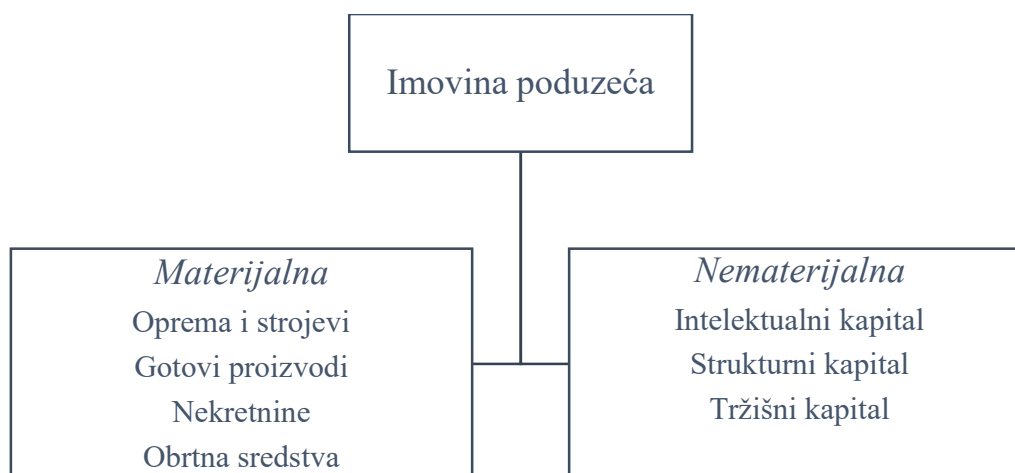 Imovina poduzeća
Materijalna
Oprema i strojevi
Gotovi proizvodi
Nekretnine
Obrtna sredstva
Nematerijalna
Intelektualni kapital
Strukturni kapital
Tržišni kapital